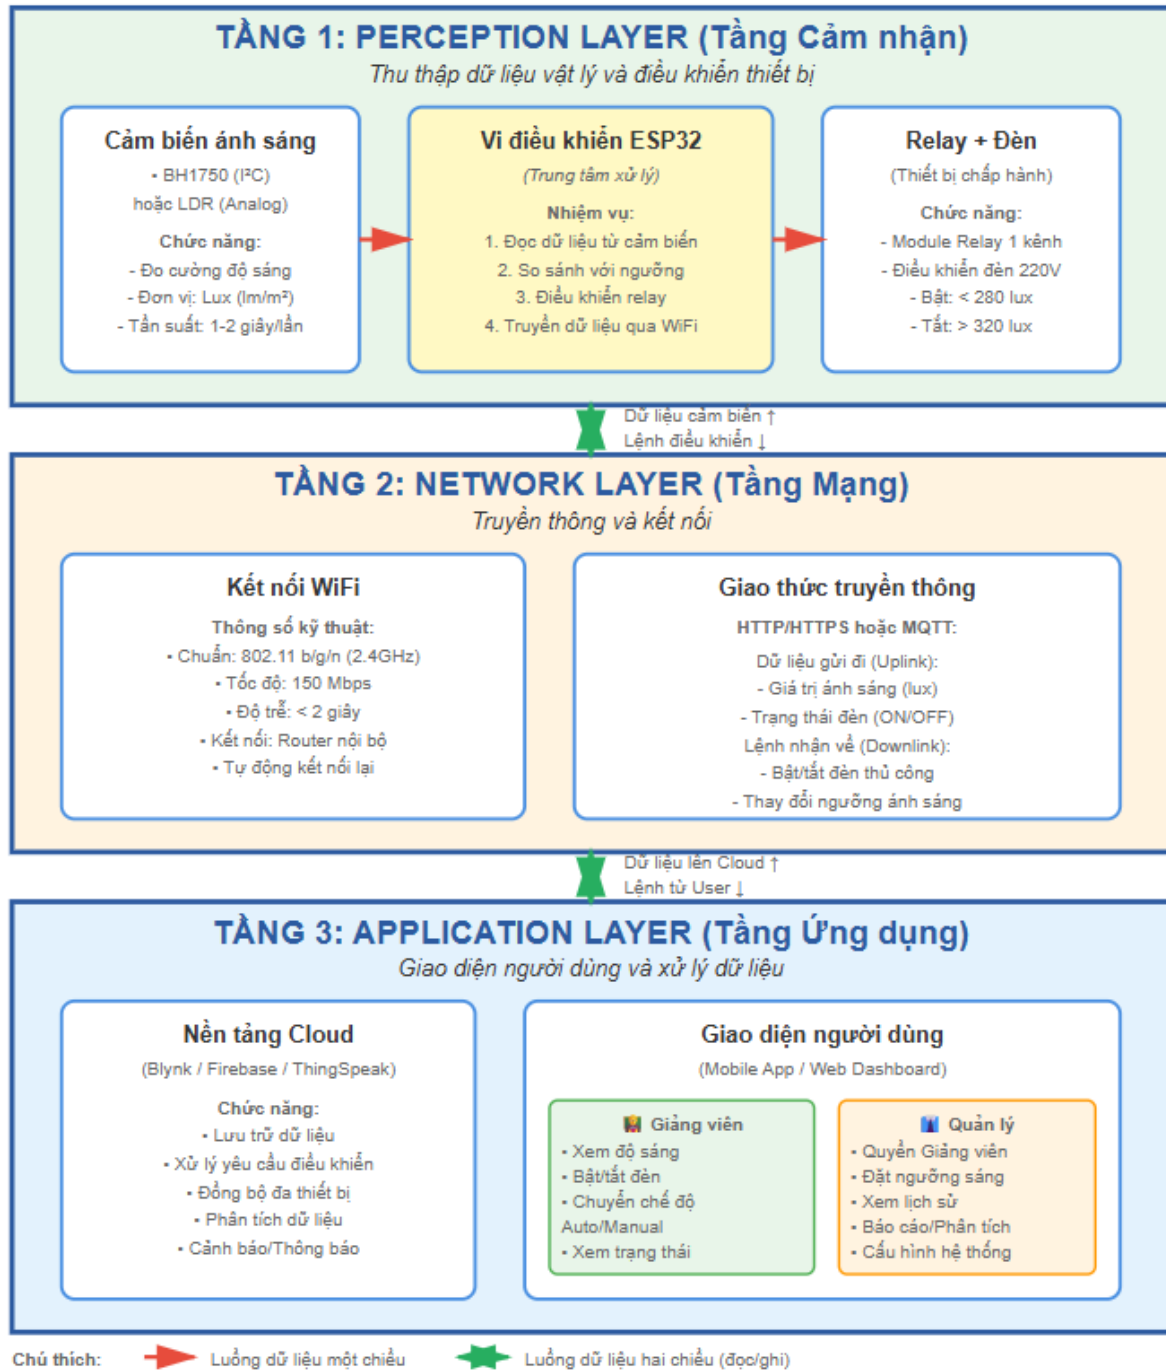 TẦNG 1: PERCEPTION LAYER (Tầng Cảm nhận)
Thu thập dữ liệu vật lý và điều khiển thiết bị
Cảm biến ánh sáng
• BH1750 (I²C)
hoặc LDR (Analog)
Chức năng:
- Đo cường độ sáng
- Đơn vị: Lux (lm/m²)
- Tần suất: 1-2 giây/lần
Vi điều khiển ESP32
(Trung tâm xử lý)
Nhiệm vụ:
1. Đọc dữ liệu từ cảm biến
2. So sánh với ngưỡng
3. Điều khiển relay
4. Truyền dữ liệu qua WiFi
Relay + Đèn
(Thiết bị chấp hành)
Chức năng:
- Module Relay 1 kênh
- Điều khiển đèn 220V
- Bật: < 280 lux
- Tắt: > 320 lux
Dữ liệu cảm biến ↑
Lệnh điều khiển ↓
TẦNG 2: NETWORK LAYER (Tầng Mạng)
Truyền thông và kết nối
Kết nối WiFi
Thông số kỹ thuật:
• Chuẩn: 802.11 b/g/n (2.4GHz)
• Tốc độ: 150 Mbps
• Độ trễ: < 2 giây
• Kết nối: Router nội bộ
• Tự động kết nối lại
Giao thức truyền thông
HTTP/HTTPS hoặc MQTT:
Dữ liệu gửi đi (Uplink):
- Giá trị ánh sáng (lux)
- Trạng thái đèn (ON/OFF)
Lệnh nhận về (Downlink):
- Bật/tắt đèn thủ công
- Thay đổi ngưỡng ánh sáng
Dữ liệu lên Cloud ↑
Lệnh từ User ↓
TẦNG 3: APPLICATION LAYER (Tầng Ứng dụng)
Giao diện người dùng và xử lý dữ liệu
Nền tảng Cloud
(Blynk / Firebase / ThingSpeak)
Chức năng:
• Lưu trữ dữ liệu
• Xử lý yêu cầu điều khiển
• Đồng bộ đa thiết bị
• Phân tích dữ liệu
• Cảnh báo/Thông báo
Giao diện người dùng
(Mobile App / Web Dashboard)
Giảng viên
• Xem độ sáng
• Bật/tắt đèn
• Chuyển chế độ
Auto/Manual
• Xem trạng thái
Quản lý
• Quyền Giảng viên
• Đặt ngưỡng sáng
• Xem lịch sử
• Báo cáo/Phân tích
• Cấu hình hệ thống
Chú thích:
Luồng dữ liệu một chiều
Luồng dữ liệu hai chiều (đọc/ghi)